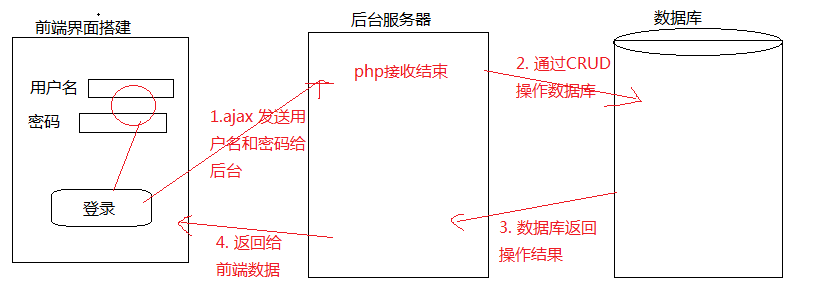 前端界面搭建
后台服务器
数据库
用户名
密码
登录
1.ajax 发送用
户名和密码给
后台
php接收结束
2. 通过CRUD
操作数据库
3. 数据库返回
操作结果
4. 返回给
前端数据